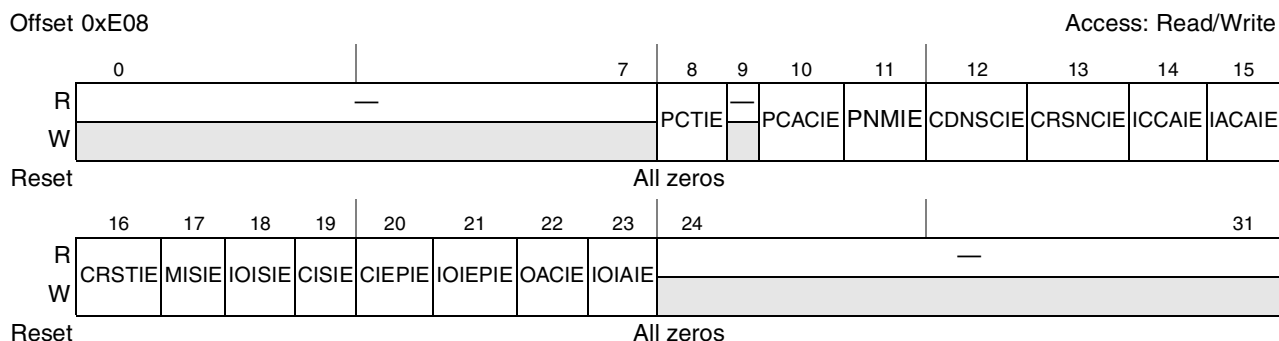 Offset 0xE08 Access: Read/Write
0 7 8 9 10 11 12 13 14 15
R — —
PCTIE PCACIE PNMIE CDNSCIE CRSNCIE ICCAIE IACAIE
W
Reset All zeros
16 17 18 19 20 21 22 23 24 31
R —
CRSTIE MISIE IOISIE CISIE CIEPIE IOIEPIE OACIE IOIAIE
W
Reset All zeros